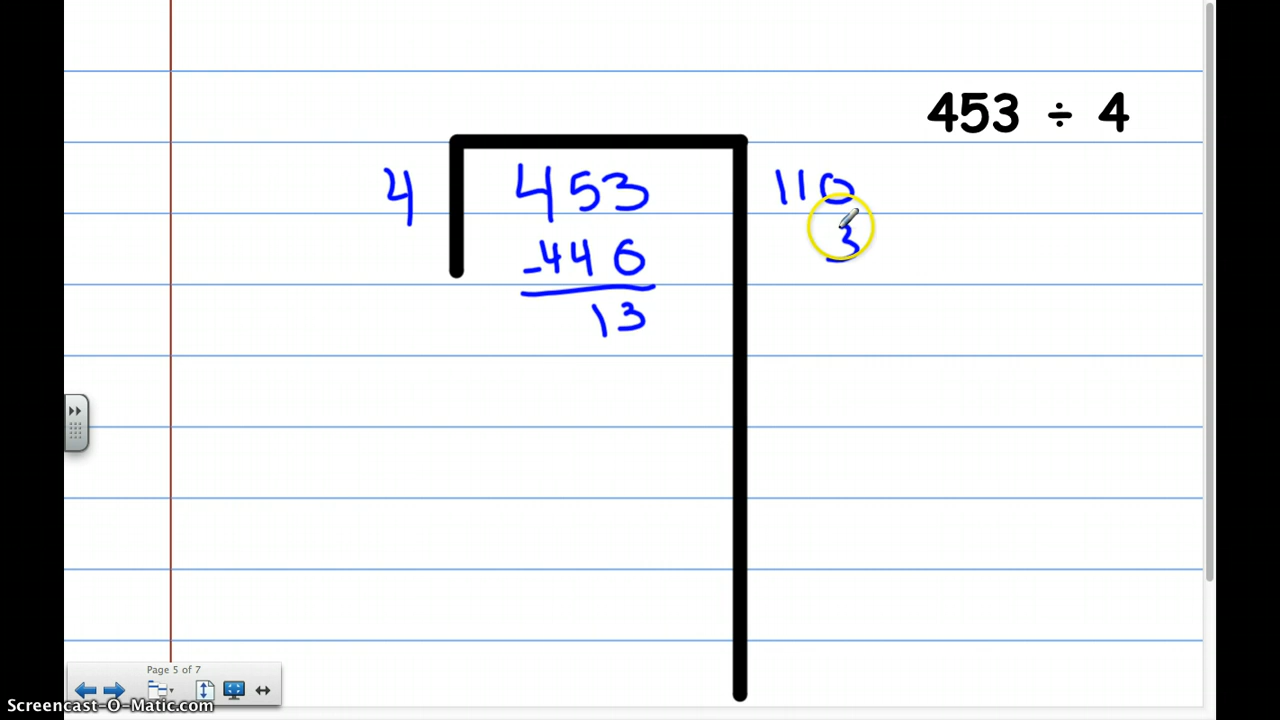 453 ÷ 4
4 453 110
-440 3
13
Page 5 of 7
Screencast-O-Matic.com